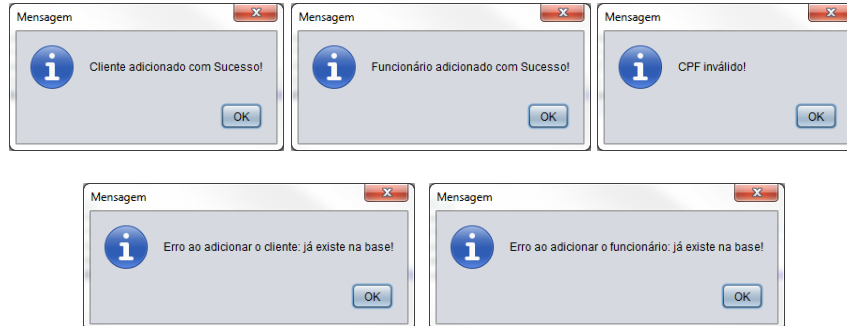 Mensagem
Cliente adicionado com Sucesso!
OK
Mensagem
Funcionário adicionado com Sucesso!
OK
Mensagem
CPF inválido!
OK
Mensagem
Erro ao adicionar o cliente: já existe na base!
OK
Mensagem
Erro ao adicionar o funcionário: já existe na base!
OK